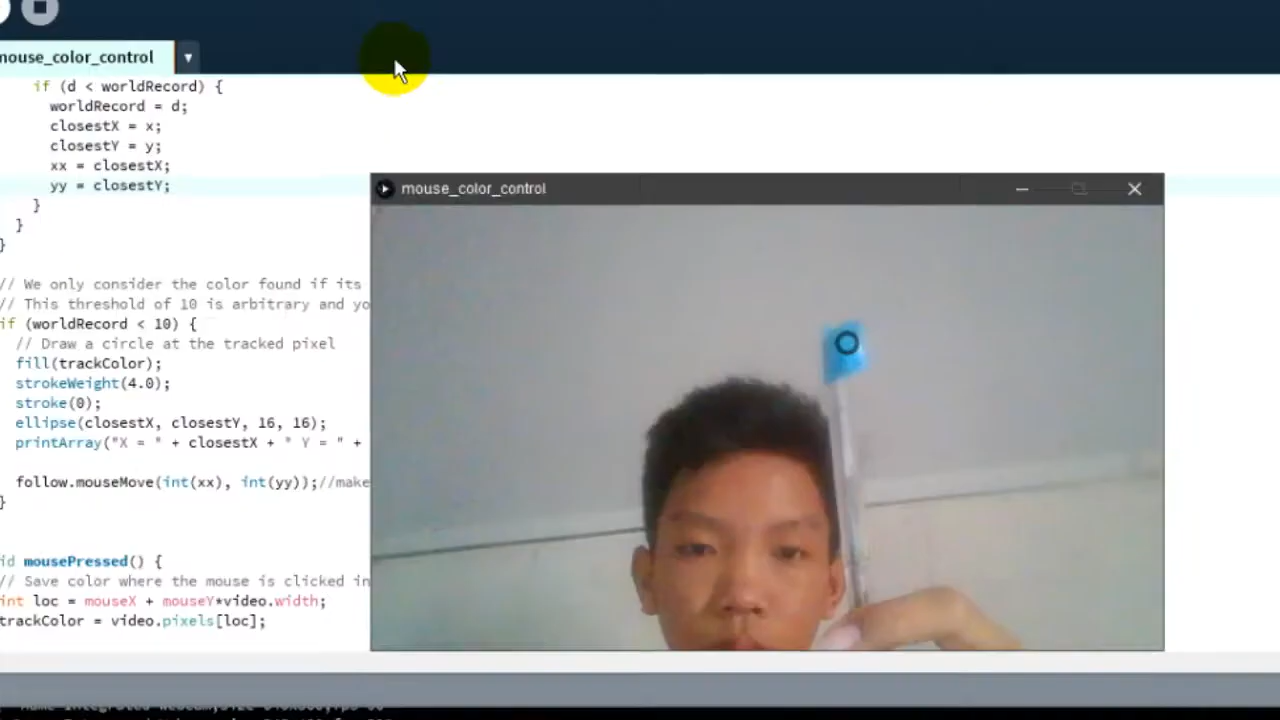 mouse_color_control
if (d < worldRecord) {
worldRecord = d;
closestX = x;
closestY = y;
xx = closestX;
yy = closestY;
}
}
}
// We only consider the color found if its
// This threshold of 10 is arbitrary and yo
if (worldRecord < 10) {
// Draw a circle at the tracked pixel
fill(trackColor);
strokeWeight(4.0);
stroke(0);
ellipse(closestX, closestY, 16, 16);
printArray("X = " + closestX + " Y = " +
follow.mouseMove(int(xx), int(yy));//make
}
id mousePressed() {
// Save color where the mouse is clicked in
int loc = mouseX + mouseY*video.width;
trackColor = video.pixels[loc];
mouse_color_control